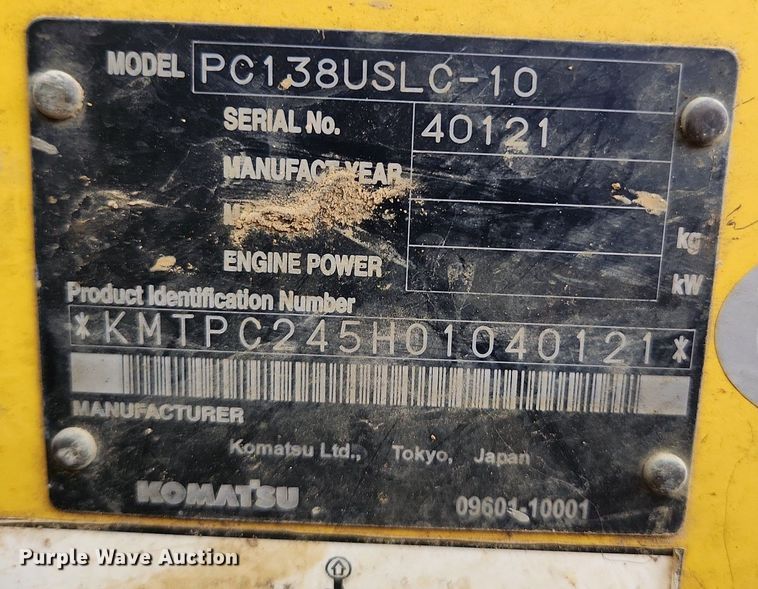 MODEL PC138USLC-10
SERIAL No. 40121
MANUFACT.YEAR
kg
ENGINE POWER kW
Product Identification Number
*KMTPC245H01040121*
MANUFACTURER
Komatsu Ltd., Tokyo, Japan
KOMATSU 09601-10001
Purple Wave Auction